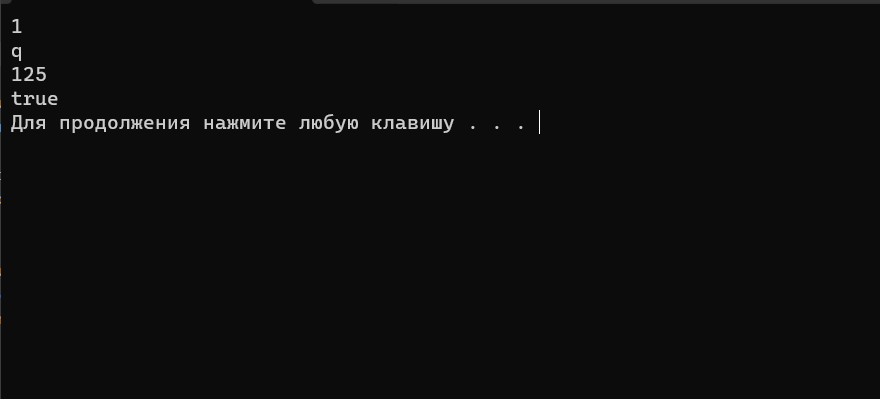 1
q
125
true
Для продолжения нажмите любую клавишу . . .